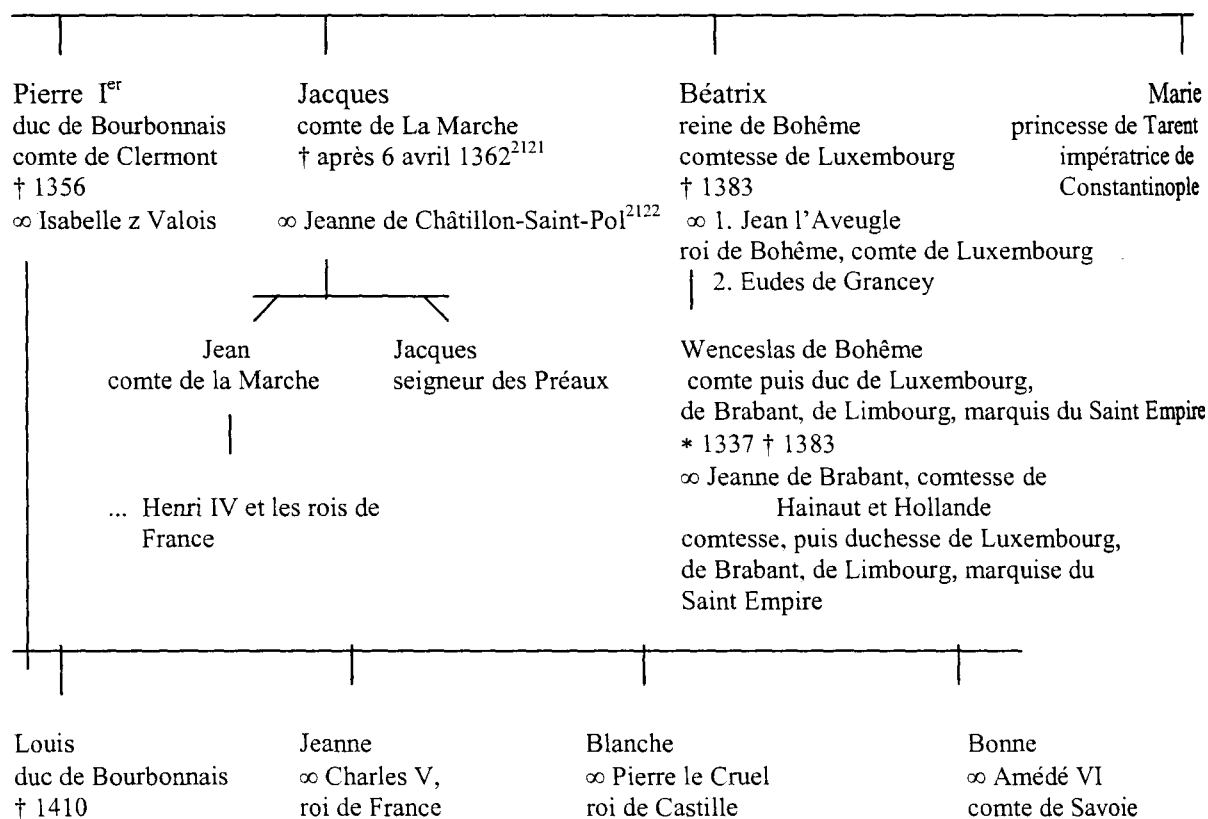 Pierre Iᵉʳ
duc de Bourbonnais
comte de Clermont
† 1356
∞ Isabelle z Valois
Jacques
comte de La Marche
† après 6 avril 1362²¹²¹
∞ Jeanne de Châtillon-Saint-Pol²¹²²
Béatrix
reine de Bohême
comtesse de Luxembourg
† 1383
∞ 1. Jean l'Aveugle
roi de Bohême, comte de Luxembourg
2. Eudes de Grancey
Marie
princesse de Tarent
impératrice de
Constantinople
Jean
comte de la Marche
Jacques
seigneur des Préaux
Wenceslas de Bohême
comte puis duc de Luxembourg,
de Brabant, de Limbourg, marquis du Saint Empire
* 1337 † 1383
∞ Jeanne de Brabant, comtesse de
Hainaut et Hollande
comtesse, puis duchesse de Luxembourg,
de Brabant, de Limbourg, marquise du
Saint Empire
... Henri IV et les rois de
France
Louis
duc de Bourbonnais
† 1410
Jeanne
∞ Charles V,
roi de France
Blanche
∞ Pierre le Cruel
roi de Castille
Bonne
∞ Amédé VI
comte de Savoie